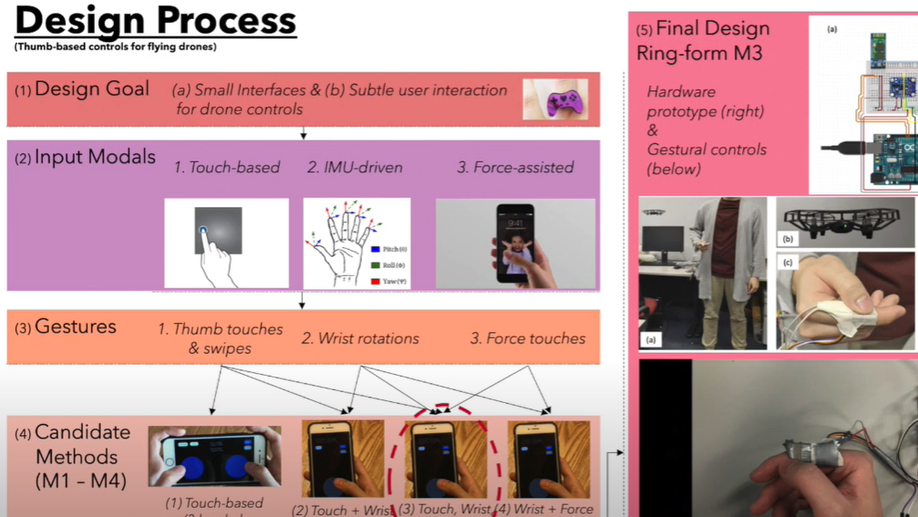 Design Process
(Thumb-based controls for flying drones)
(1) Design Goal
(a) Small Interfaces & (b) Subtle user interaction
for drone controls
(2) Input Modals
1. Touch-based
2. IMU-driven
3. Force-assisted
Pitch(Θ)
Roll (Φ)
Yaw (Ψ)
9:41
(3) Gestures
1. Thumb touches
& swipes
2. Wrist rotations
3. Force touches
(4) Candidate
Methods
(M1 – M4)
(1) Touch-based
(2) Touch + Wrist
(3) Touch, Wrist
(4) Wrist + Force
(5) Final Design
Ring-form M3
Hardware
prototype (right)
&
Gestural controls
(below)
(a)
(a)
(b)
(c)